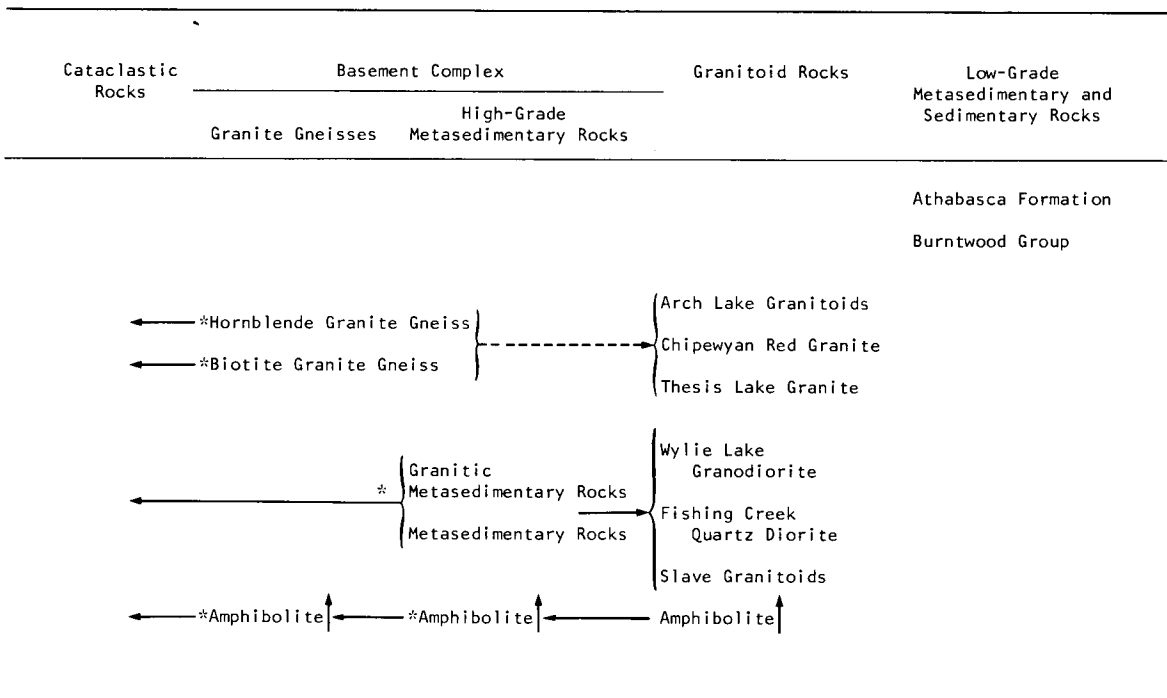 Cataclastic Rocks
Basement Complex
Granitoid Rocks
Low-Grade
Metasedimentary and
Sedimentary Rocks
Granite Gneisses
High-Grade
Metasedimentary Rocks
Athabasca Formation
Burntwood Group
*Hornblende Granite Gneiss
*Biotite Granite Gneiss
Arch Lake Granitoids
Chipewyan Red Granite
Thesis Lake Granite
*
Granitic
Metasedimentary Rocks
Metasedimentary Rocks
Wylie Lake
Granodiorite
Fishing Creek
Quartz Diorite
Slave Granitoids
*Amphibolite
*Amphibolite
Amphibolite